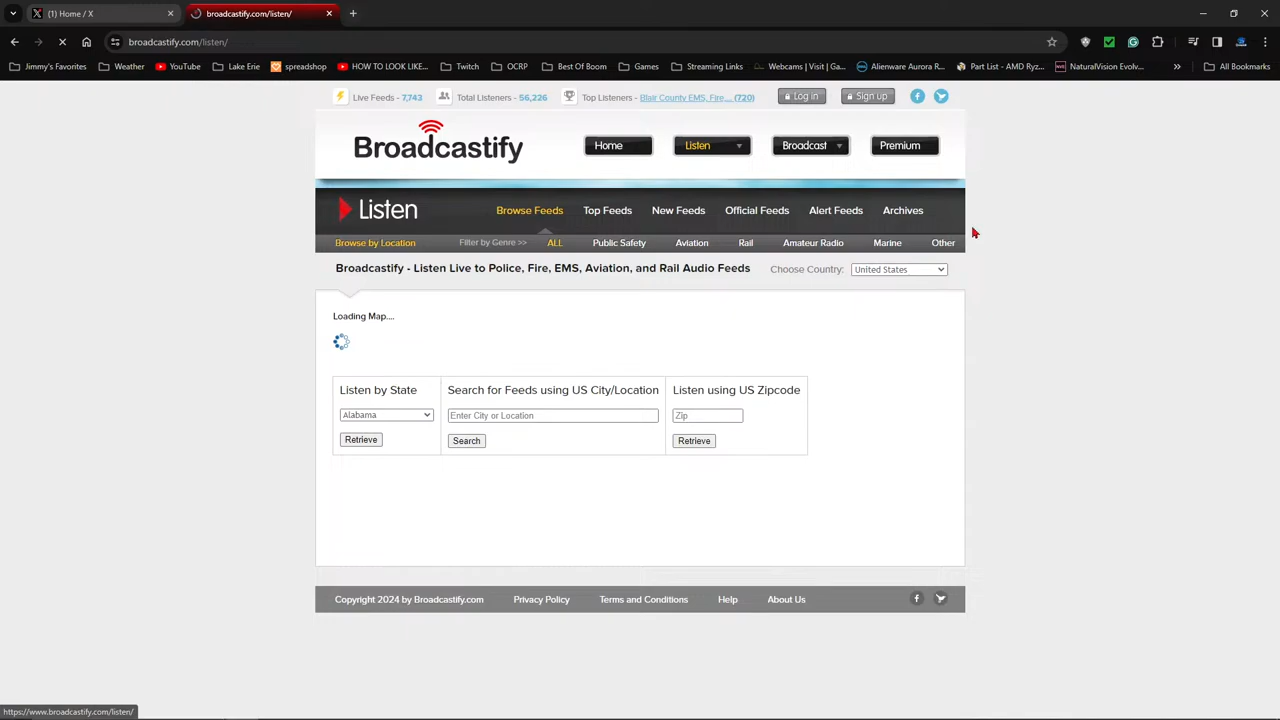 (1) Home / X
broadcastify.com/listen/
broadcastify.com/listen/
Jimmy's Favorites
Weather
YouTube
Lake Erie
spreadshop
HOW TO LOOK LIKE...
Twitch
OCRP
Best Of Boom
Games
Streaming Links
Webcams | Visit | Ga...
Alienware Aurora R...
Part List - AMD Ryz...
NaturalVision Evolv...
»
All Bookmarks
Live Feeds - 7,743
Total Listeners - 56,226
Top Listeners - Blair County EMS, Fire,... (720)
Log in
Sign up
Broadcastify
Home
Listen
Broadcast
Premium
Listen
Browse Feeds
Top Feeds
New Feeds
Official Feeds
Alert Feeds
Archives
Browse by Location
Filter by Genre >>
ALL
Public Safety
Aviation
Rail
Amateur Radio
Marine
Other
Broadcastify - Listen Live to Police, Fire, EMS, Aviation, and Rail Audio Feeds
Choose Country:
United States
Loading Map....
Listen by State
Alabama
Retrieve
Search for Feeds using US City/Location
Enter City or Location
Search
Listen using US Zipcode
Zip
Retrieve
Copyright 2024 by Broadcastify.com
Privacy Policy
Terms and Conditions
Help
About Us
https://www.broadcastify.com/listen/